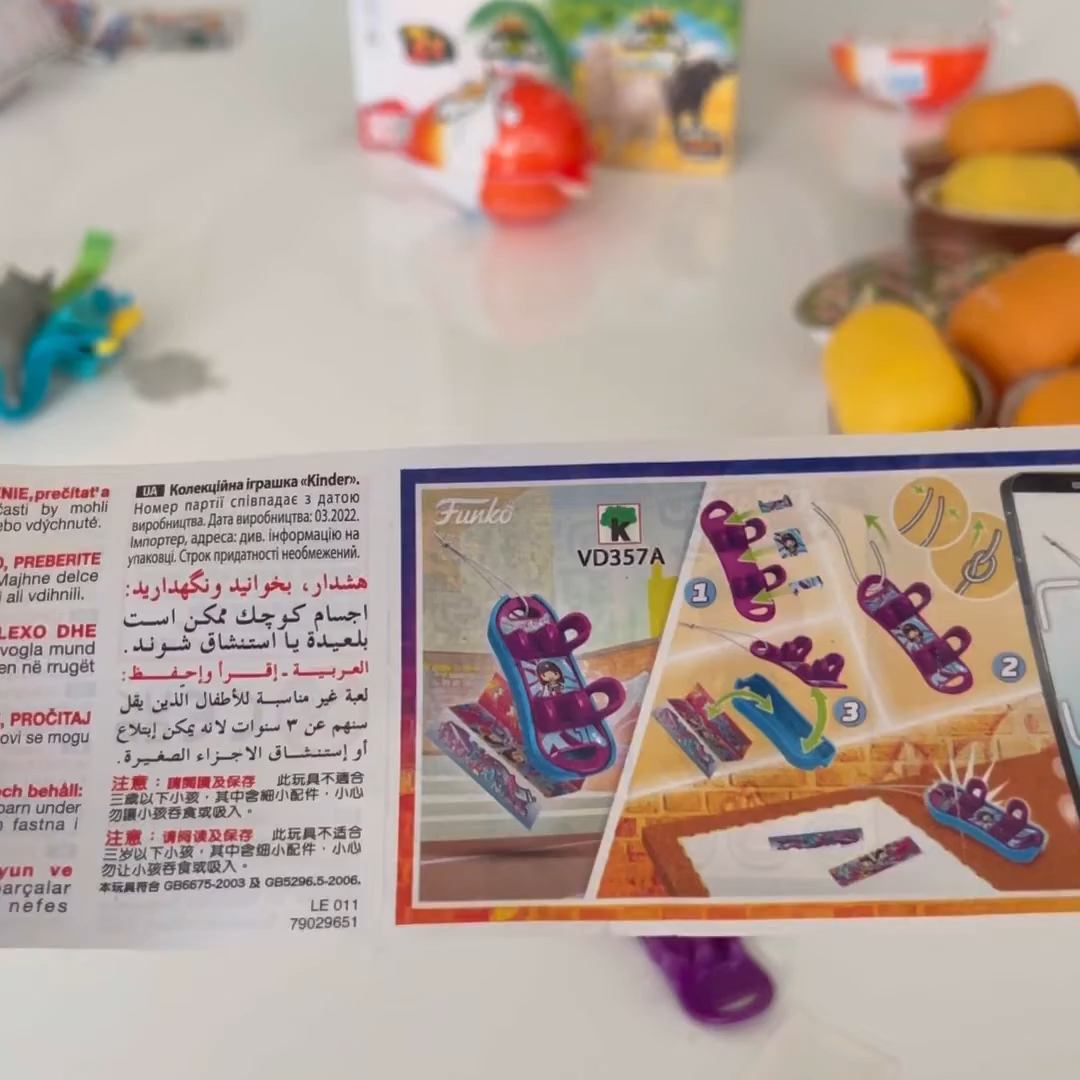 NIE, prečítat' a
časti by mohli
ebo vdýchnuté.
O, PREBERITE
Majhne delce
i ali vdihnili.
LEXO DHE
vogla mund
en në rrugët
, PROČITAJ
ovi se mogu
och behåll:
barn under
n fastna i
yun ve
parçalar
nefes
UA Колекційна іграшка «Kinder».
Номер партії співпадає з датою
виробництва. Дата виробництва: 03.2022.
Імпортер, адреса: див. інформацію на
упаковці. Строк придатності необмежений.
هشدار، بخوانید ونگهدارید:
اجسام کوچك ممکن است
بلعیدة یا استنشاق شوند.
العربية ـ إقرأ وإحفظ:
لعبة غير مناسبة للأطفال الذين يقل
سنهم عن ٣ سنوات لانه يمكن إبتلاع
أو إستنشاق الاجزاء الصغيرة.
注意：請閱讀及保存 此玩具不適合
三歲以下小孩，其中含細小配件，小心
勿讓小孩吞食或吸入。
注意：请阅读及保存 此玩具不适合
三岁以下小孩，其中含细小配件，小心
勿让小孩吞食或吸入。
本玩具符合 GB6675-2003 及 GB5296.5-2006.
LE 011
79029651
Funko
K
VD357A
1
2
3